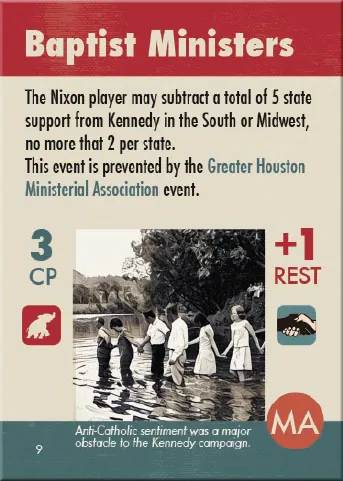 Baptist Ministers
The Nixon player may subtract a total of 5 state
support from Kennedy in the South or Midwest,
no more that 2 per state.
This event is prevented by the Greater Houston
Ministerial Association event.
3
CP
+1
REST
MA
Anti-Catholic sentiment was a major
obstacle to the Kennedy campaign.
9